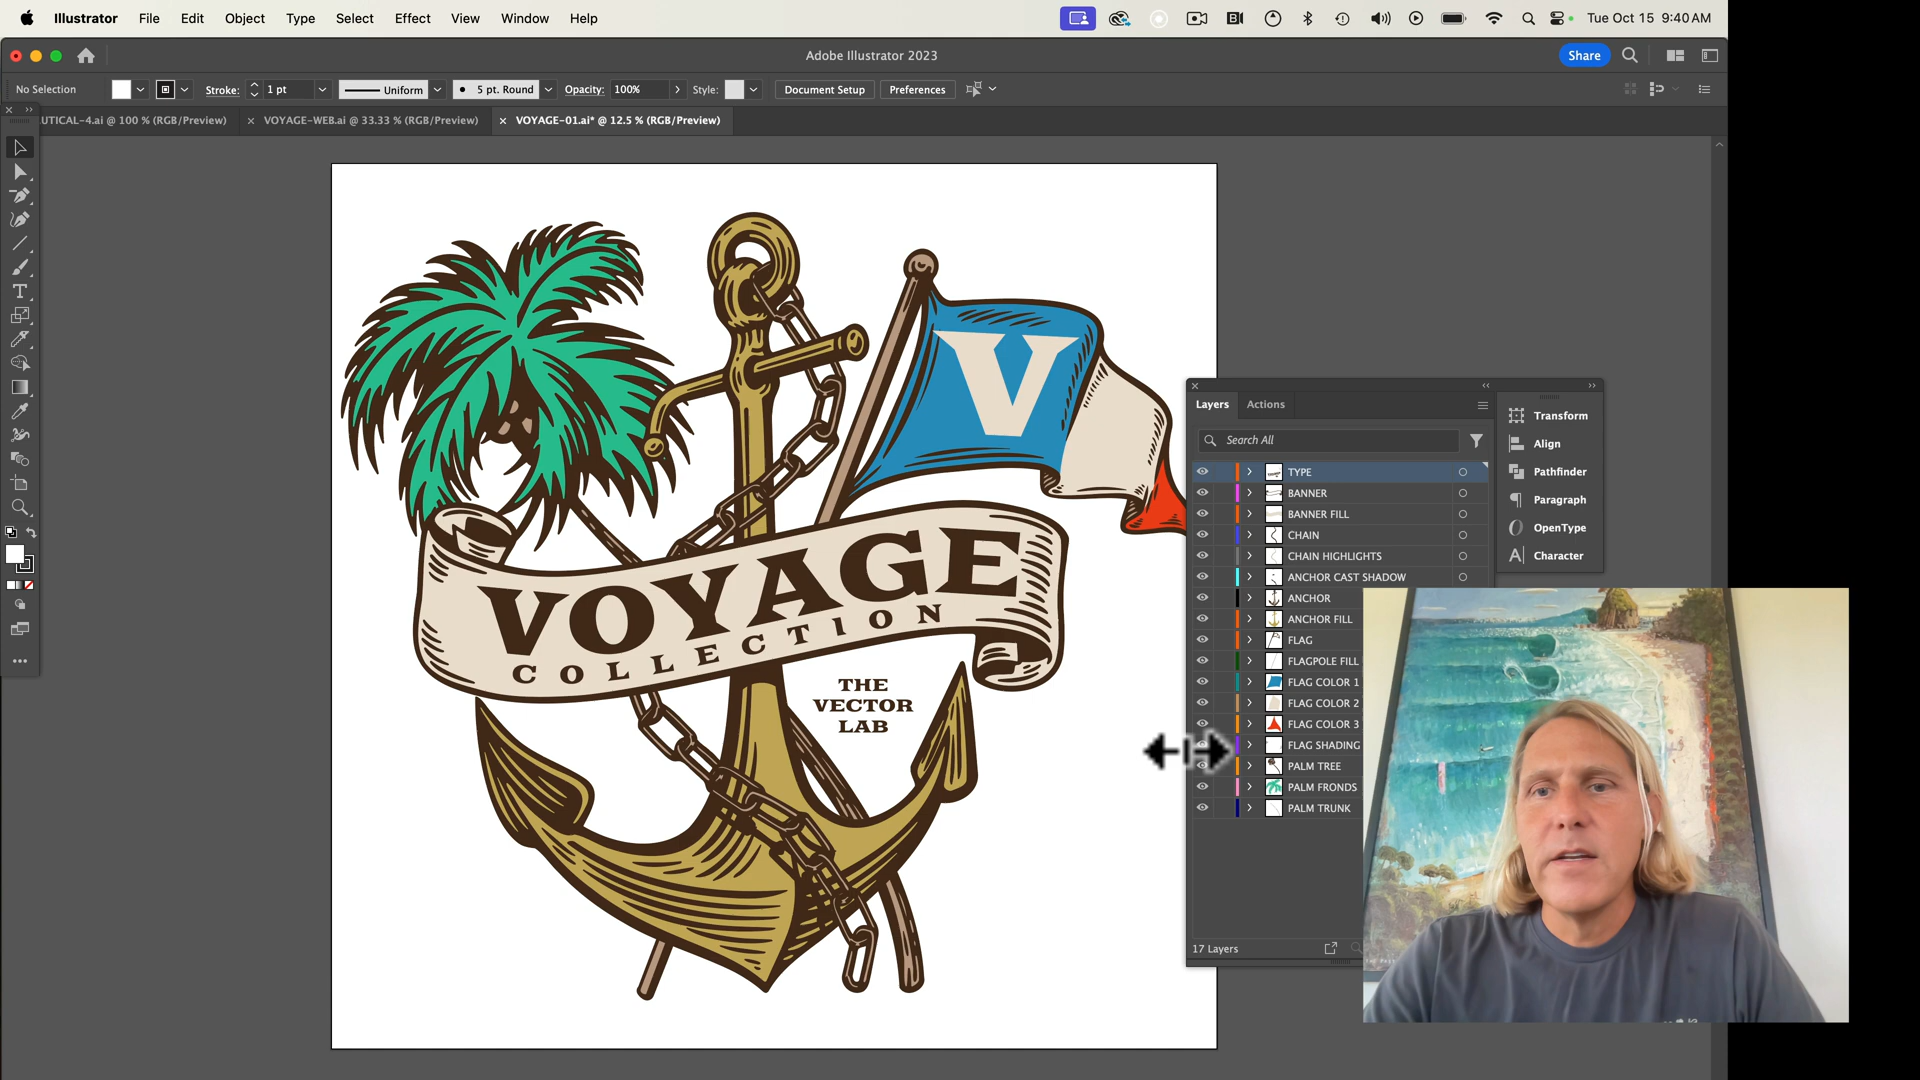 Illustrator File Edit Object Type Select Effect View Window Help
Tue Oct 15 9:40 AM
Adobe Illustrator 2023
Share
No Selection
Stroke: 1 pt
Uniform
5 pt. Round
Opacity: 100%
Style:
Document Setup
Preferences
UTICAL-4.ai @ 100 % (RGB/Preview)
VOYAGE-WEB.ai @ 33.33 % (RGB/Preview)
VOYAGE-01.ai* @ 12.5 % (RGB/Preview)
V
VOYAGE
COLLECTION
THE
VECTOR
LAB
Layers Actions
Search All
TYPE
BANNER
BANNER FILL
CHAIN
CHAIN HIGHLIGHTS
ANCHOR CAST SHADOW
ANCHOR
ANCHOR FILL
FLAG
FLAGPOLE FILL
FLAG COLOR 1
FLAG COLOR 2
FLAG COLOR 3
FLAG SHADING
PALM TREE
PALM FRONDS
PALM TRUNK
17 Layers
Transform
Align
Pathfinder
Paragraph
OpenType
Character